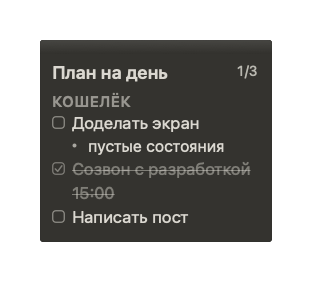 План на день 1/3
КОШЕЛЁК
Доделать экран
• пустые состояния
Созвон с разработкой
15:00
Написать пост